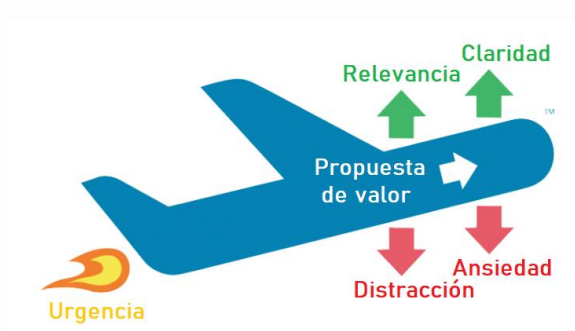 Claridad
Relevancia
TM
Propuesta
de valor
Ansiedad
Distracción
Urgencia